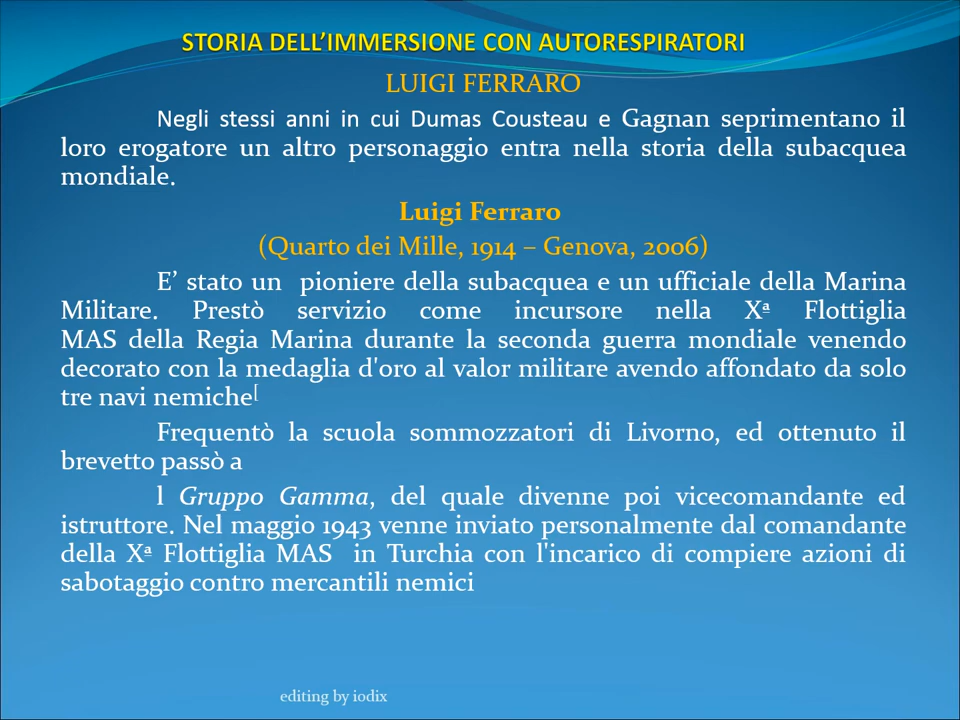 STORIA DELL’IMMERSIONE CON AUTORESPIRATORI
LUIGI FERRARO
Negli stessi anni in cui Dumas Cousteau e Gagnan seprimentano il
loro erogatore un altro personaggio entra nella storia della subacquea
mondiale.
Luigi Ferraro
(Quarto dei Mille, 1914 – Genova, 2006)
E’ stato un pioniere della subacquea e un ufficiale della Marina
Militare. Prestò servizio come incursore nella Xª Flottiglia
MAS della Regia Marina durante la seconda guerra mondiale venendo
decorato con la medaglia d'oro al valor militare avendo affondato da solo
tre navi nemiche[
Frequentò la scuola sommozzatori di Livorno, ed ottenuto il
brevetto passò a
l Gruppo Gamma, del quale divenne poi vicecomandante ed
istruttore. Nel maggio 1943 venne inviato personalmente dal comandante
della Xª Flottiglia MAS in Turchia con l'incarico di compiere azioni di
sabotaggio contro mercantili nemici
editing by iodix